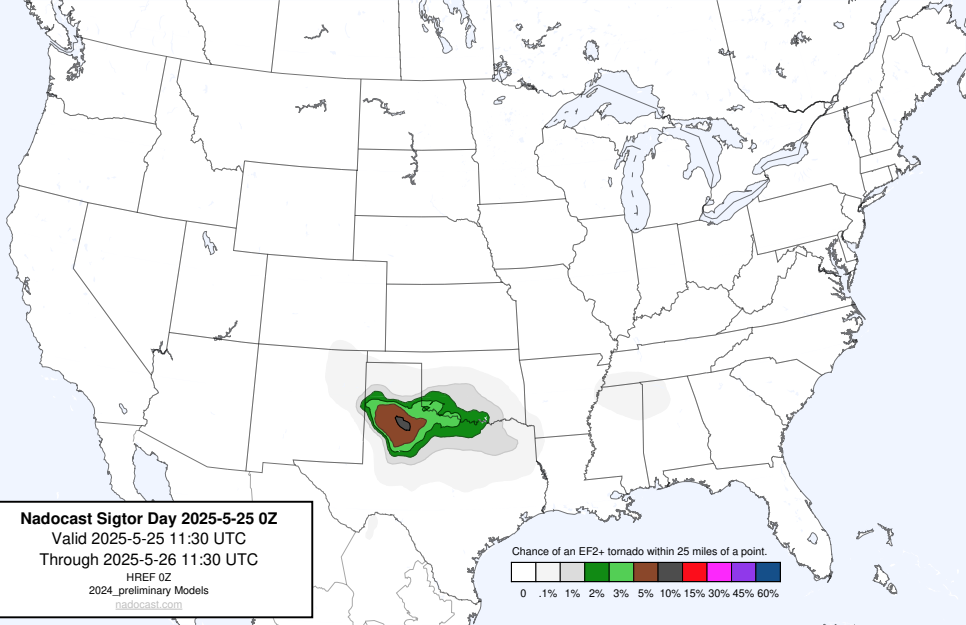 Nadocast Sigtor Day 2025-5-25 0Z
Valid 2025-5-25 11:30 UTC
Through 2025-5-26 11:30 UTC
HREF 0Z
2024_preliminary Models
nadocast.com
Chance of an EF2+ tornado within 25 miles of a point.
0 .1% 1% 2% 3% 5% 10% 15% 30% 45% 60%